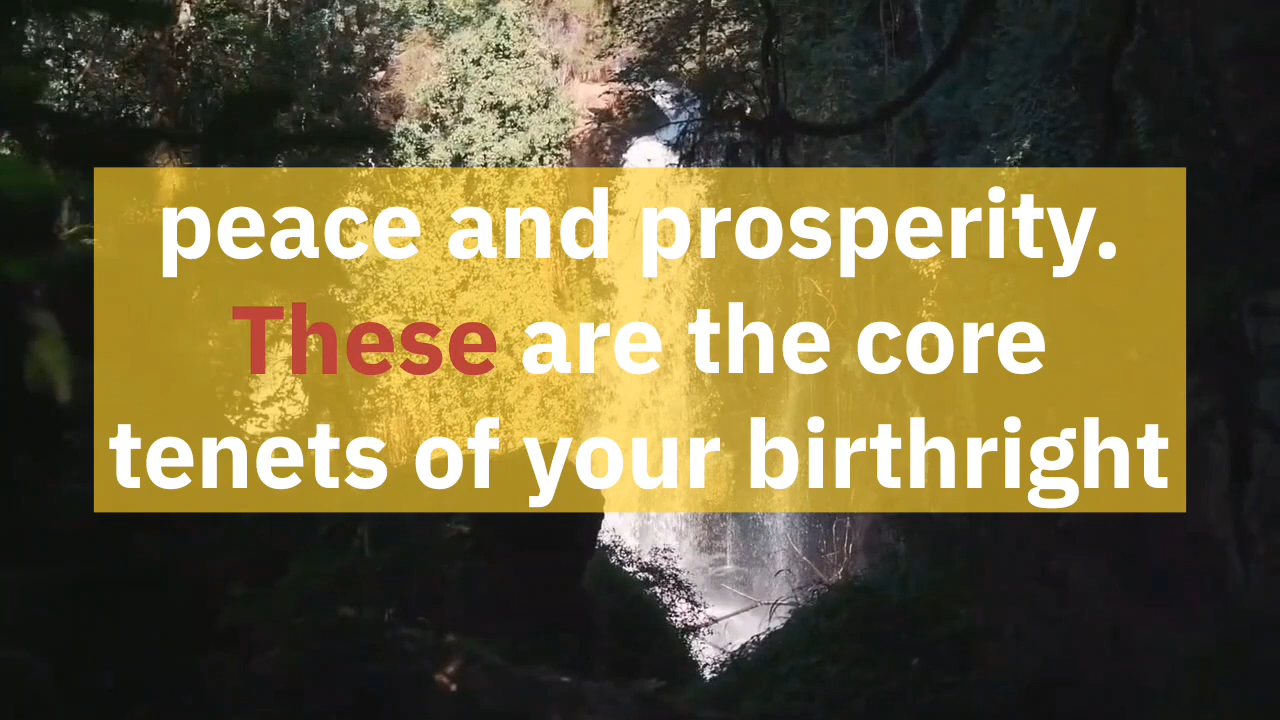 peace and prosperity.
These are the core
tenets of your birthright